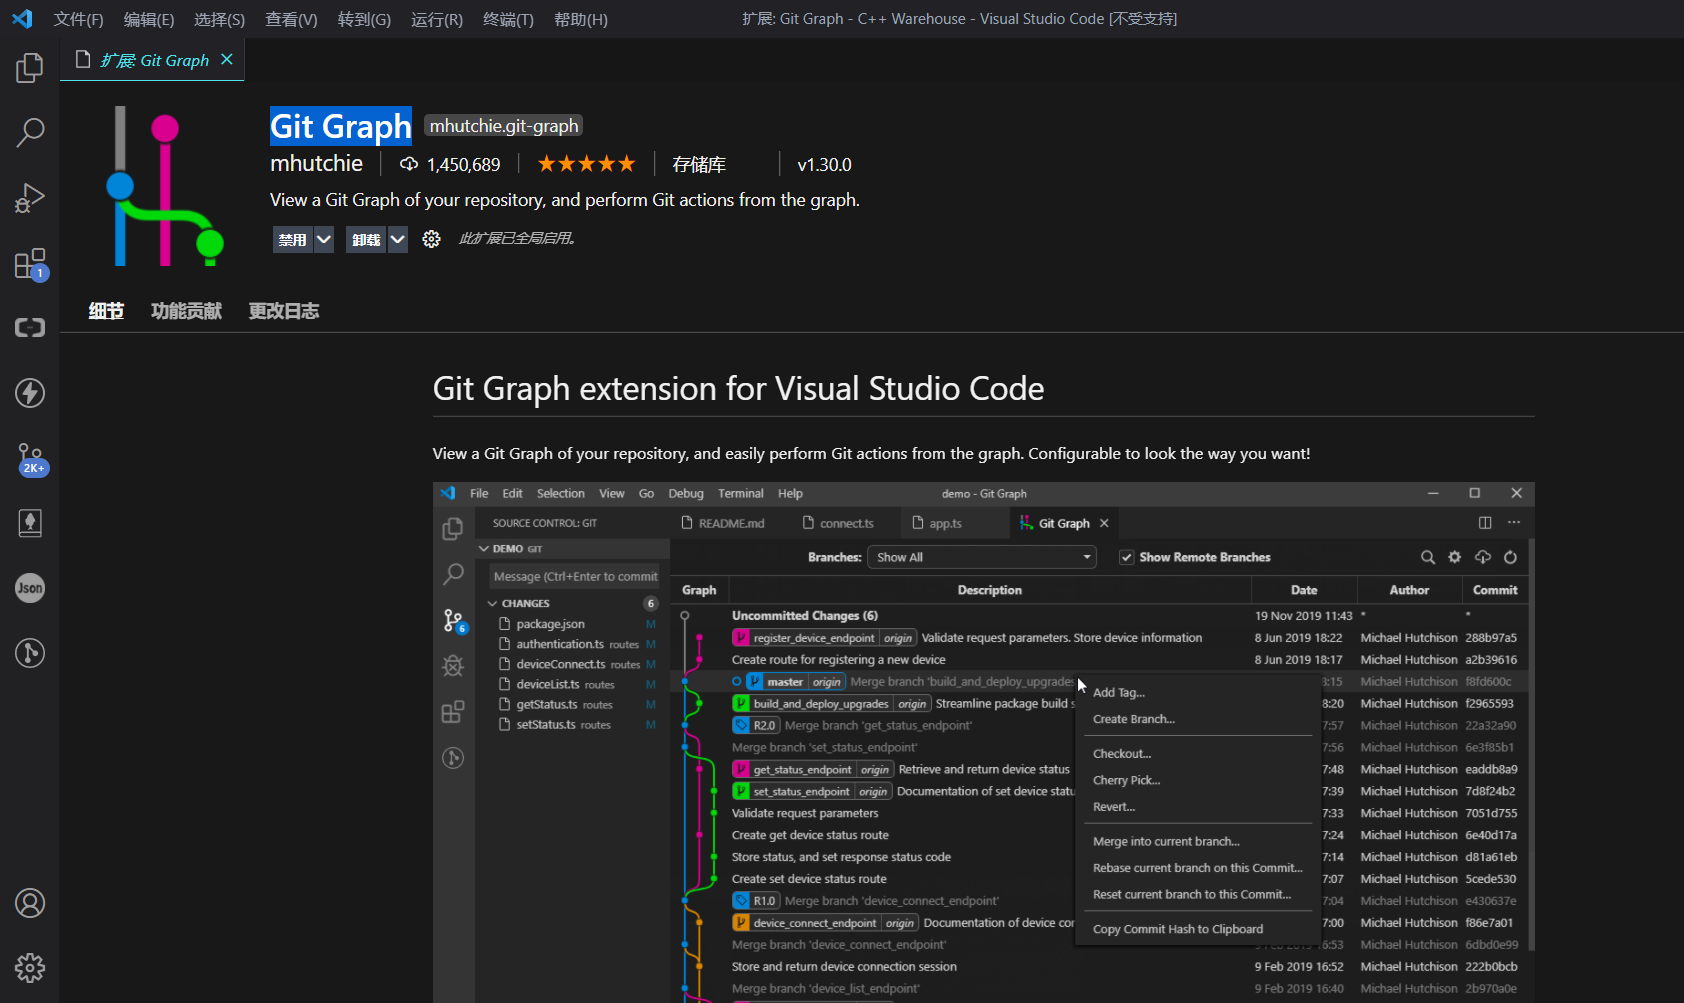 文件(F) 编辑(E) 选择(S) 查看(V) 转到(G) 运行(R) 终端(T) 帮助(H) 扩展: Git Graph - C++ Warehouse - Visual Studio Code [不受支持]
扩展: Git Graph
Git Graph mhutchie.git-graph
mhutchie 1,450,689 存储库 v1.30.0
View a Git Graph of your repository, and perform Git actions from the graph.
禁用 卸载 此扩展已全局启用。
1
细节 功能贡献 更改日志
Git Graph extension for Visual Studio Code
View a Git Graph of your repository, and easily perform Git actions from the graph. Configurable to look the way you want!
2K+
Json
File Edit Selection View Go Debug Terminal Help demo - Git Graph
SOURCE CONTROL: GIT README.md connect.ts app.ts Git Graph
DEMO GIT
Branches: Show All Show Remote Branches
Message (Ctrl+Enter to commit
CHANGES 6
6
package.json M
authentication.ts routes M
deviceConnect.ts routes M
deviceList.ts routes M
getStatus.ts routes M
setStatus.ts routes M
Graph Description Date Author Commit
Uncommitted Changes (6) 19 Nov 2019 11:43 * *
register_device_endpoint origin Validate request parameters. Store device information 8 Jun 2019 18:22 Michael Hutchison 288b97a5
Create route for registering a new device 8 Jun 2019 18:17 Michael Hutchison a2b39616
master origin Merge branch 'build_and_deploy_upgrades 8:15 Michael Hutchison f8fd600c
build_and_deploy_upgrades origin Streamline package build s 8:20 Michael Hutchison f2965593
R2.0 Merge branch 'get_status_endpoint' 7:57 Michael Hutchison 22a32a90
Merge branch 'set_status_endpoint' 7:56 Michael Hutchison 6e3f85b1
get_status_endpoint origin Retrieve and return device status 7:48 Michael Hutchison eaddb8a9
set_status_endpoint origin Documentation of set device statu 7:39 Michael Hutchison 7d8f24b2
Validate request parameters 7:33 Michael Hutchison 7051d755
Create get device status route 7:24 Michael Hutchison 6e40d17a
Store status, and set response status code 7:14 Michael Hutchison d81a61eb
Create set device status route 7:07 Michael Hutchison 5cede530
R1.0 Merge branch 'device_connect_endpoint' 7:04 Michael Hutchison e430637e
device_connect_endpoint origin Documentation of device cor 7:00 Michael Hutchison f86e7a01
Merge branch 'device_connect_endpoint' 16:53 Michael Hutchison 6dbd0e99
Store and return device connection session 9 Feb 2019 16:52 Michael Hutchison 222b0bcb
Merge branch 'device_list_endpoint' 9 Feb 2019 16:40 Michael Hutchison 2b970a0e
Add Tag...
Create Branch...
Checkout...
Cherry Pick...
Revert...
Merge into current branch...
Rebase current branch on this Commit...
Reset current branch to this Commit...
Copy Commit Hash to Clipboard